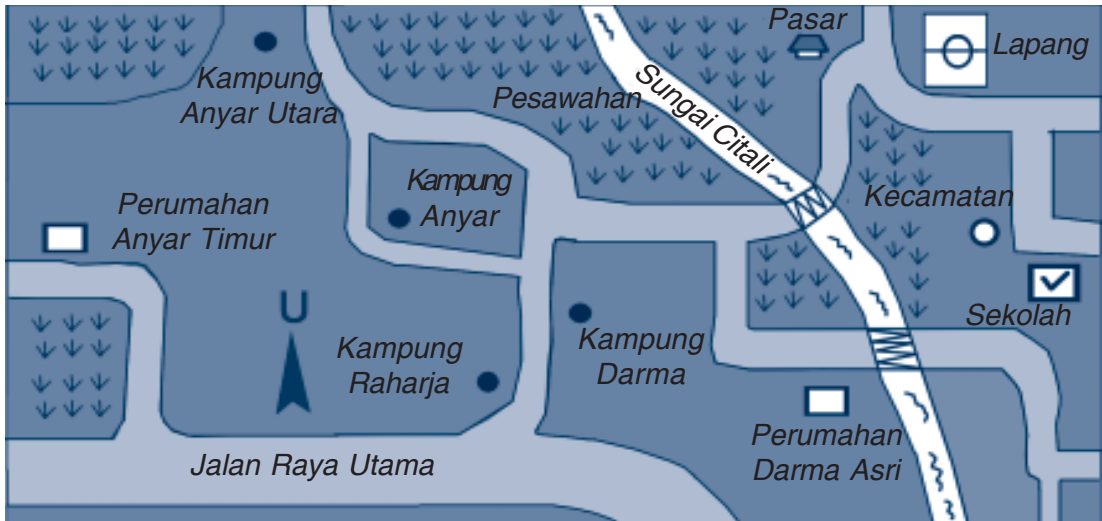 Pasar
Lapang
Kampung
Anyar Utara
Pesawahan
Sungai Citali
Kampung
Anyar
Kecamatan
Perumahan
Anyar Timur
U
Sekolah
Kampung
Raharja
Kampung
Darma
Perumahan
Darma Asri
Jalan Raya Utama